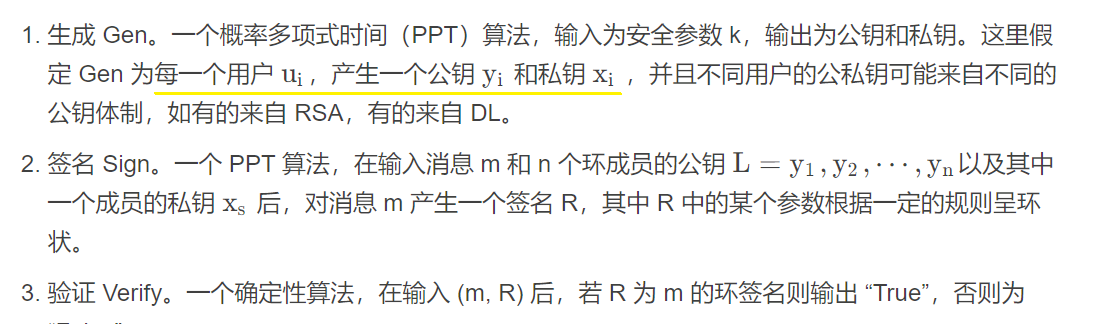 1. 生成 Gen。一个概率多项式时间（PPT）算法，输入为安全参数 k，输出为公钥和私钥。这里假
定 Gen 为每一个用户 uᵢ，产生一个公钥 yᵢ 和私钥 xᵢ ，并且不同用户的公私钥可能来自不同的
公钥体制，如有的来自 RSA，有的来自 DL。
2. 签名 Sign。一个 PPT 算法，在输入消息 m 和 n 个环成员的公钥 L = y₁, y₂, ···, yₙ以及其中
一个成员的私钥 xₛ 后，对消息 m 产生一个签名 R，其中 R 中的某个参数根据一定的规则呈环
状。
3. 验证 Verify。一个确定性算法，在输入 (m, R) 后，若 R 为 m 的环签名则输出 “True”，否则为